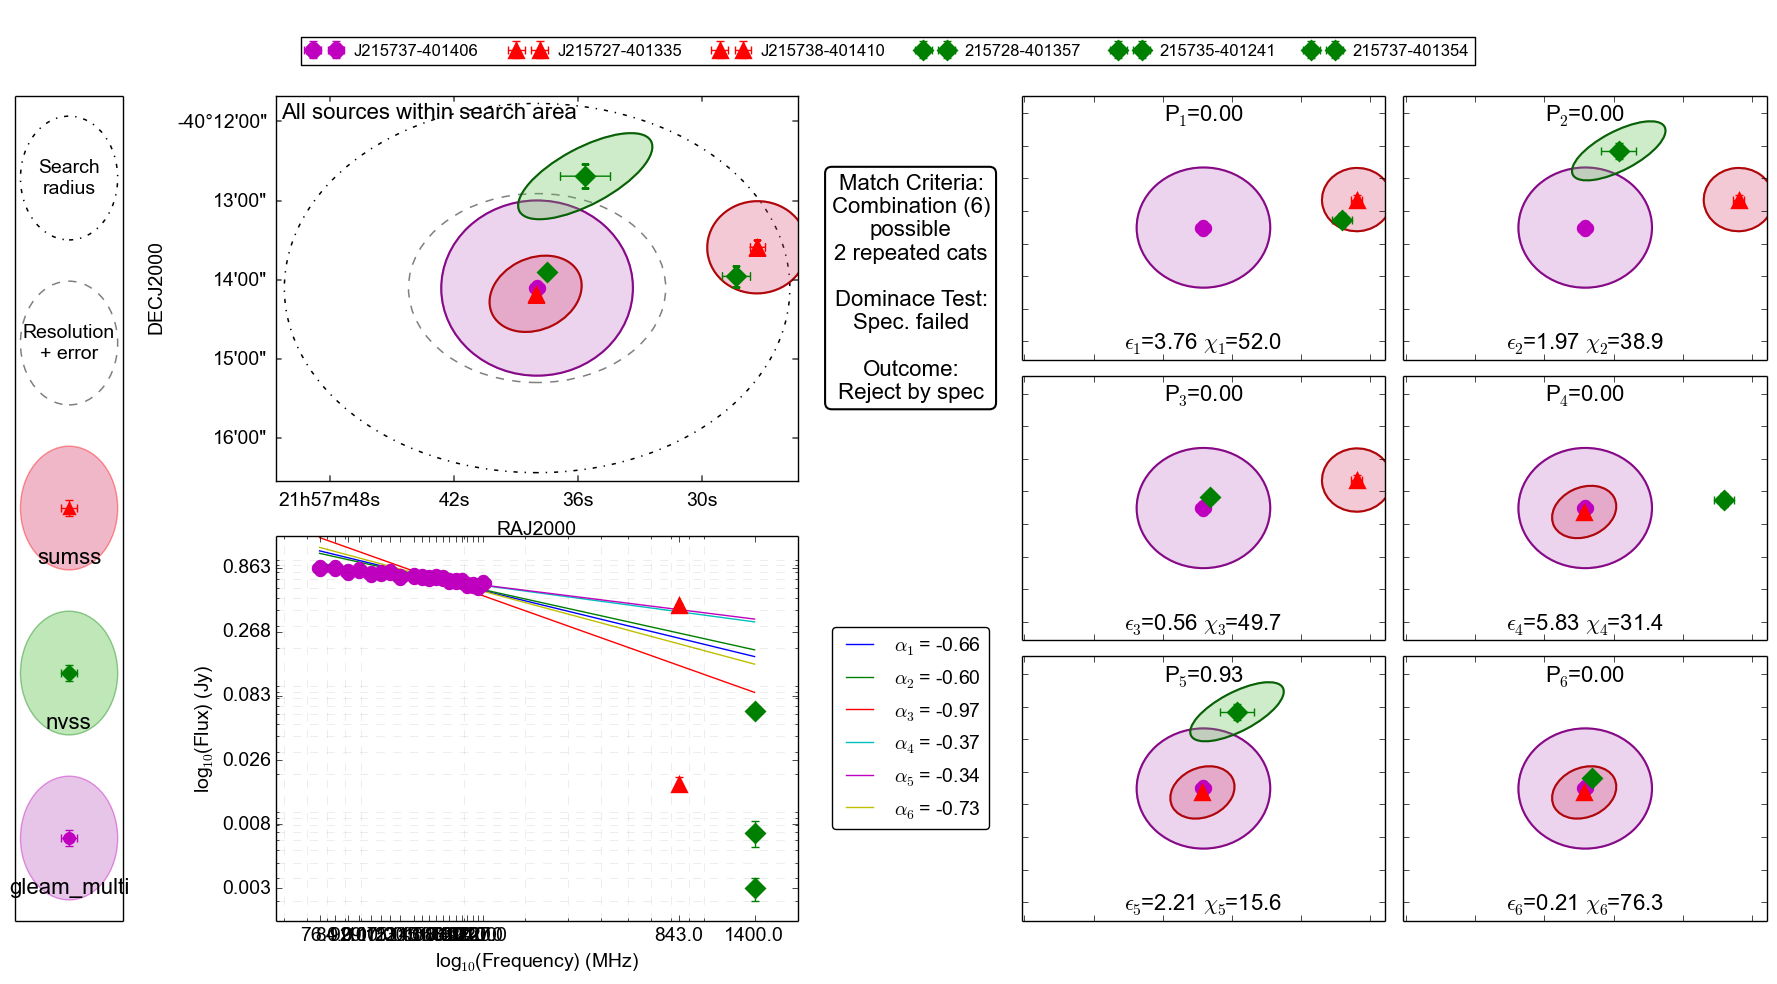 J215737-401406 J215727-401335 J215738-401410 215728-401357 215735-401241 215737-401354
Search
radius
Resolution
+ error
sumss
nvss
gleam_multi
All sources within search area
-40°12'00"
13'00"
14'00"
15'00"
16'00"
DECJ2000
21h57m48s 42s 36s 30s
RAJ2000
Match Criteria:
Combination (6)
possible
2 repeated cats
Dominace Test:
Spec. failed
Outcome:
Reject by spec
0.863
0.268
0.083
0.026
0.008
0.003
log₁₀(Flux) (Jy)
843.0 1400.0
log₁₀(Frequency) (MHz)
α₁ = -0.66
α₂ = -0.60
α₃ = -0.97
α₄ = -0.37
α₅ = -0.34
α₆ = -0.73
P₁=0.00
ϵ₁=3.76 χ₁=52.0
P₂=0.00
ϵ₂=1.97 χ₂=38.9
P₃=0.00
ϵ₃=0.56 χ₃=49.7
P₄=0.00
ϵ₄=5.83 χ₄=31.4
P₅=0.93
ϵ₅=2.21 χ₅=15.6
P₆=0.00
ϵ₆=0.21 χ₆=76.3